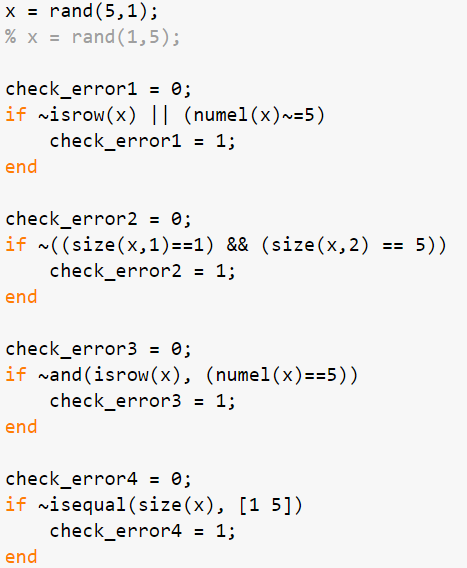 x = rand(5,1);
% x = rand(1,5);
check_error1 = 0;
if ~isrow(x) || (numel(x)~=5)
    check_error1 = 1;
end
check_error2 = 0;
if ~((size(x,1)==1) && (size(x,2) == 5))
    check_error2 = 1;
end
check_error3 = 0;
if ~and(isrow(x), (numel(x)==5))
    check_error3 = 1;
end
check_error4 = 0;
if ~isequal(size(x), [1 5])
    check_error4 = 1;
end